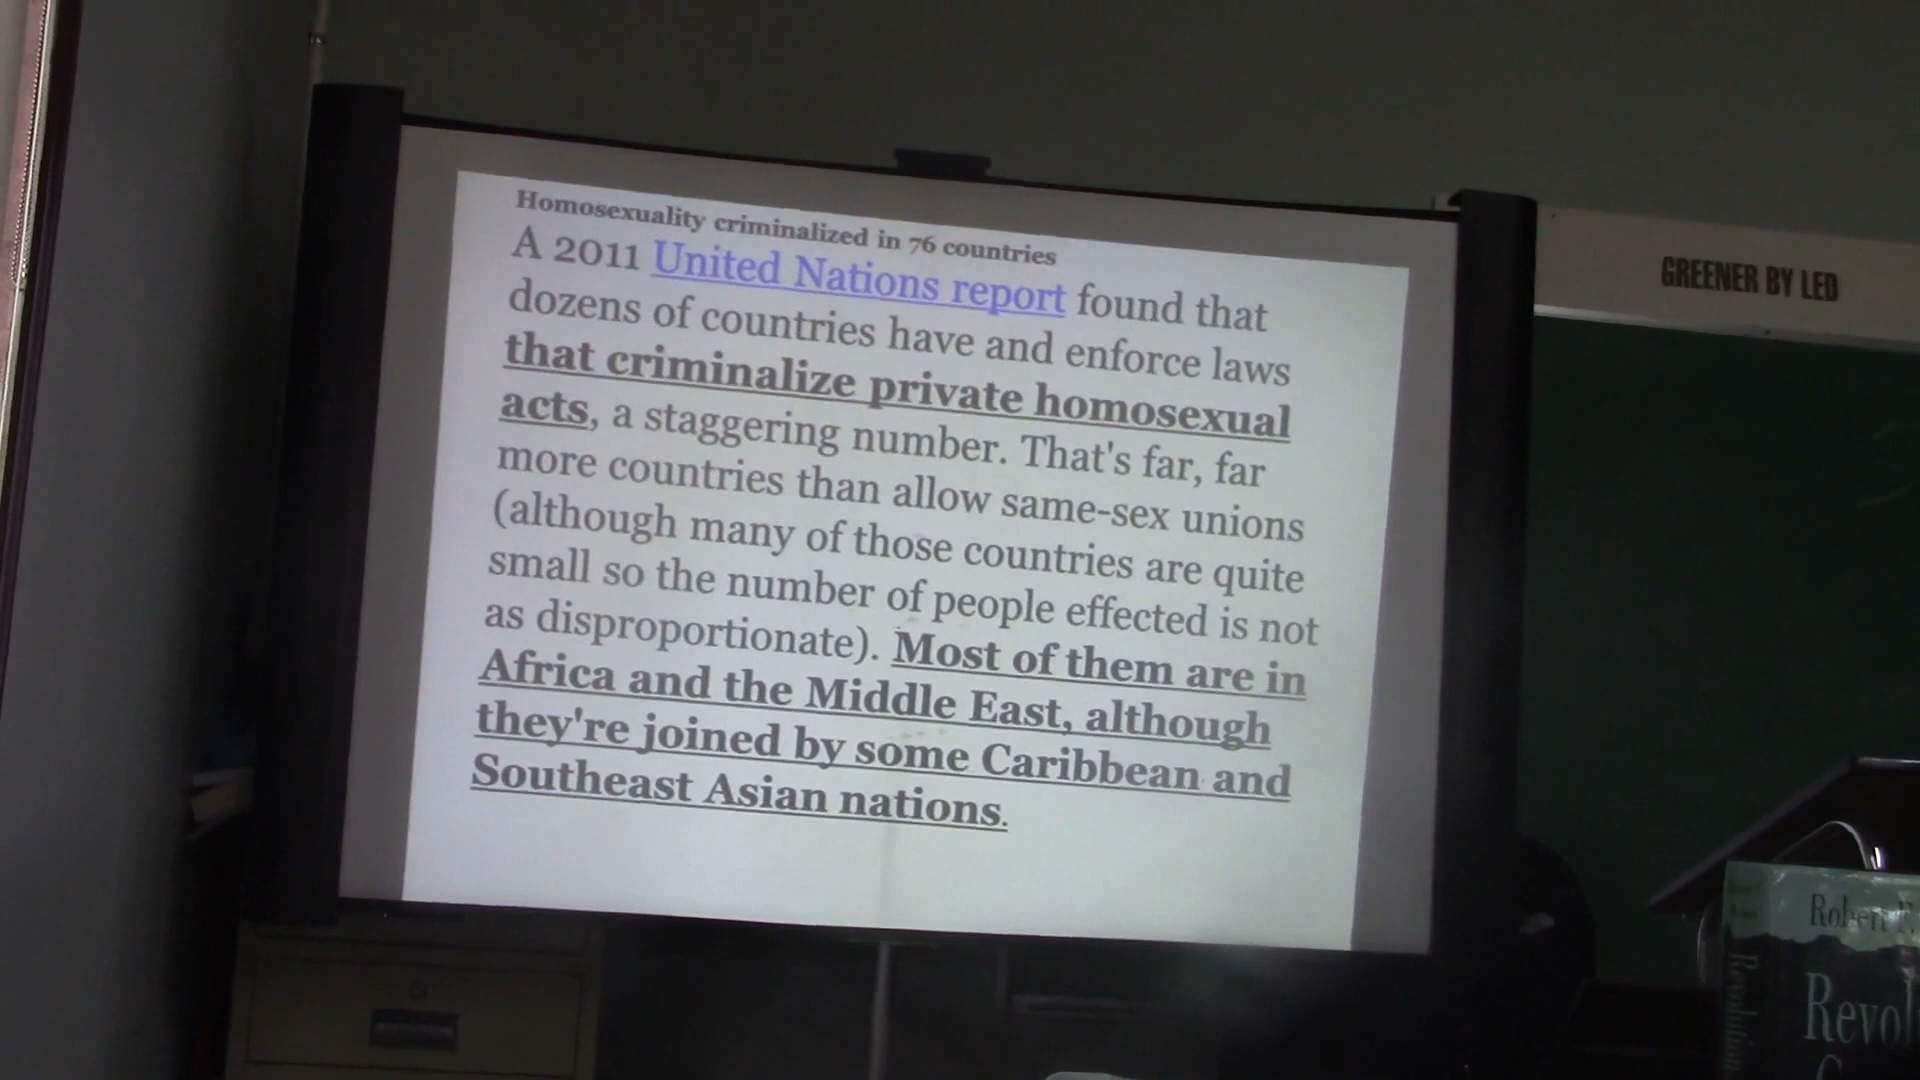 Homosexuality criminalized in 76 countries
A 2011 United Nations report found that
dozens of countries have and enforce laws
that criminalize private homosexual
acts, a staggering number. That's far, far
more countries than allow same-sex unions
(although many of those countries are quite
small so the number of people effected is not
as disproportionate). Most of them are in
Africa and the Middle East, although
they're joined by some Caribbean and
Southeast Asian nations.
GREENER BY LED
Robert F.
Revol
Revolution